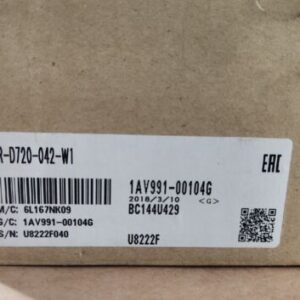 R-D720-042-W1
EAC
1AV991-00104G
2018/3/10 <G>
M/C: 6L167NK09 BC144U429
G/C: 1AV991-00104G
S/N: U8222F040 U8222F